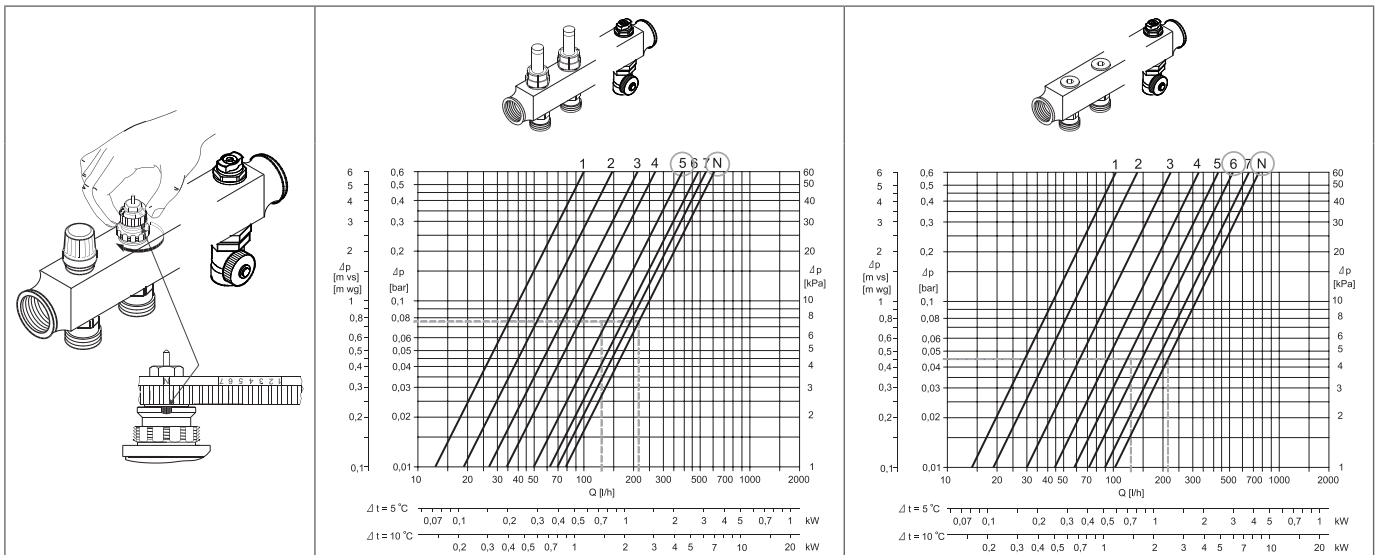 N 7 6 5 4 3 2 1
1 2 3 4 5 6 7 N
6 0,6 60
5 0,5 50
4 0,4 40
3 0,3 30
2 0,2 20
Δp Δp Δp
[m vs] [bar] [kPa]
[m wg]
1 0,1 10
0,8 0,08 8
0,6 0,06 6
0,5 0,05 5
0,4 0,04 4
0,3 0,03 3
0,2 0,02 2
0,1 0,01 1
10 20 30 40 50 70 100 200 300 400 500 700 1000 2000
Q [l/h]
Δ t = 5 °C
0,07 0,1 0,2 0,3 0,4 0,5 0,7 1 2 3 4 5 0,7 1 kW
Δ t = 10 °C
0,2 0,3 0,4 0,5 0,7 1 2 3 4 5 7 10 20 kW
1 2 3 4 5 6 7 N
6 0,6 60
5 0,5 50
4 0,4 40
3 0,3 30
2 0,2 20
Δp Δp Δp
[m vs] [bar] [kPa]
[m wg]
1 0,1 10
0,8 0,08 8
0,6 0,06 6
0,5 0,05 5
0,4 0,04 4
0,3 0,03 3
0,2 0,02 2
0,1 0,01 1
10 20 30 40 50 70 100 200 300 400 500 700 1000 2000
Q [l/h]
Δ t = 5 °C
0,07 0,1 0,2 0,3 0,4 0,5 0,7 1 2 3 4 5 0,7 1 kW
Δ t = 10 °C
0,2 0,3 0,4 0,5 0,7 1 2 3 4 5 7 10 20 kW